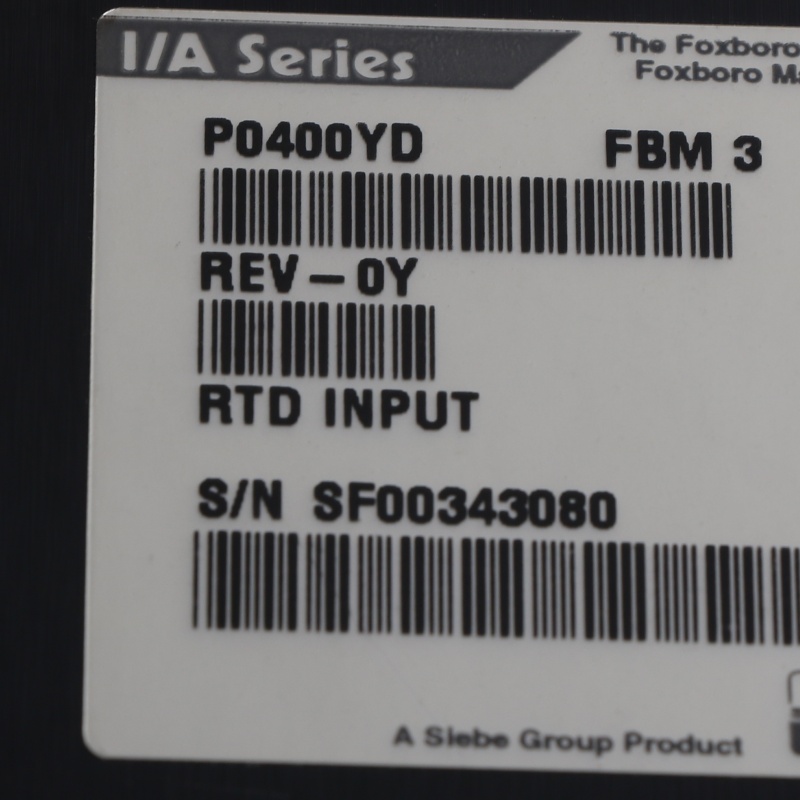 I/A Series
The Foxboro
Foxboro
P0400YD FBM 3
REV-0Y
RTD INPUT
S/N SF00343080
A Siebe Group Product